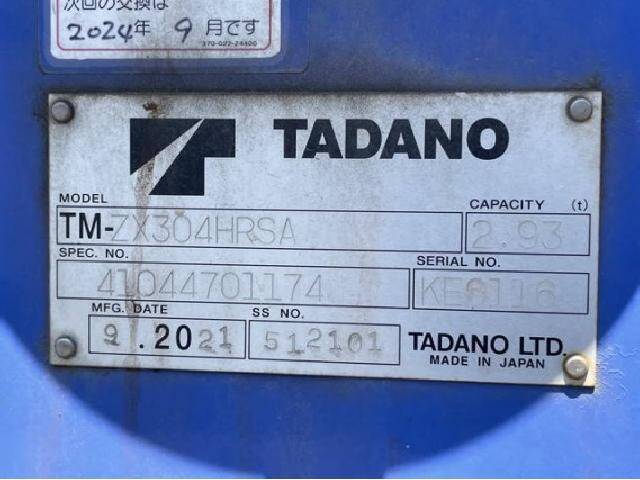 次回の交換は
2024年 9月です
TADANO
MODEL
CAPACITY (t)
TM-ZX304HRSA
2.93
SPEC. NO.
SERIAL NO.
41044701174
MFG. DATE
SS NO.
9.2021
512101
TADANO LTD.
MADE IN JAPAN